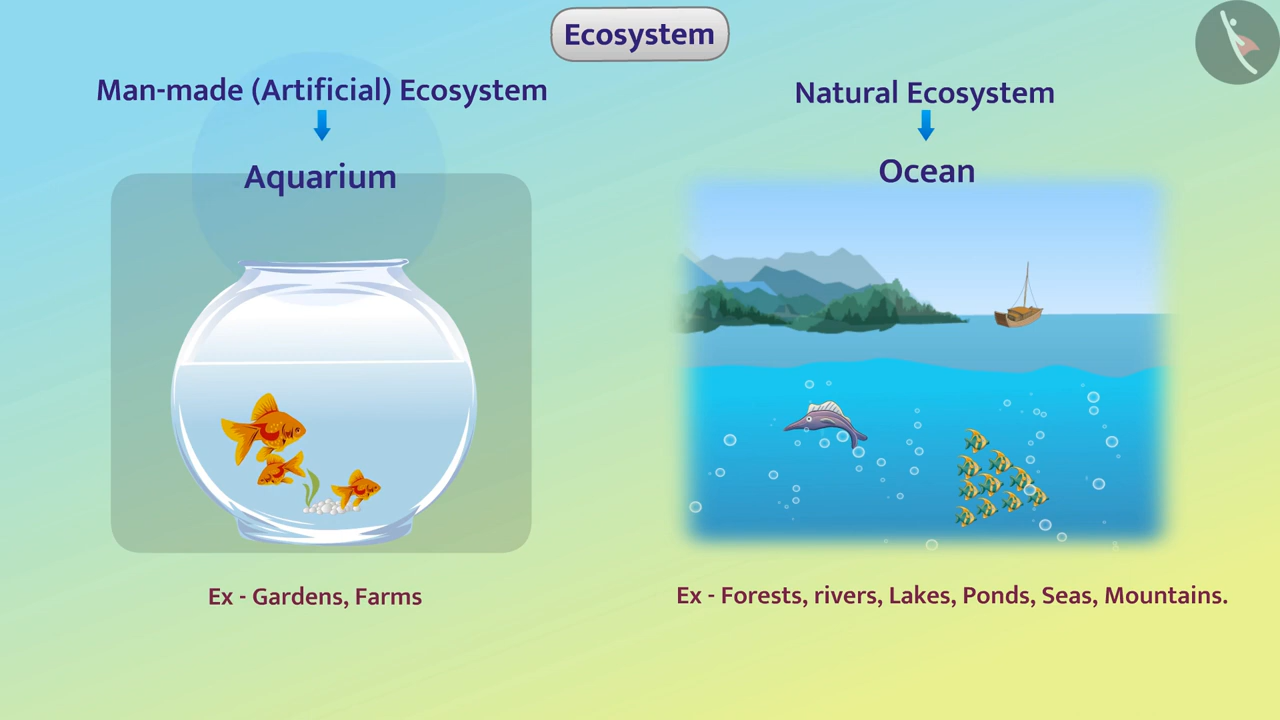 Ecosystem
Man-made (Artificial) Ecosystem
Aquarium
Ex - Gardens, Farms
Natural Ecosystem
Ocean
Ex - Forests, rivers, Lakes, Ponds, Seas, Mountains.